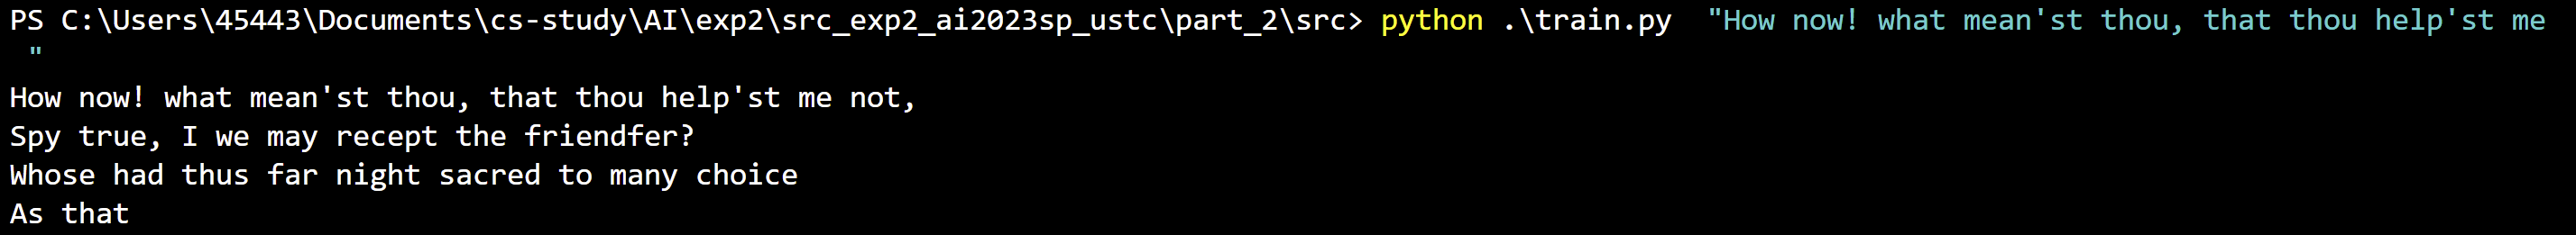 PS C:\Users\45443\Documents\cs-study\AI\exp2\src_exp2_ai2023sp_ustc\part_2\src> python .\train.py  "How now! what mean'st thou, that thou help'st me
 "
How now! what mean'st thou, that thou help'st me not,
Spy true, I we may recept the friendfer?
Whose had thus far night sacred to many choice
As that